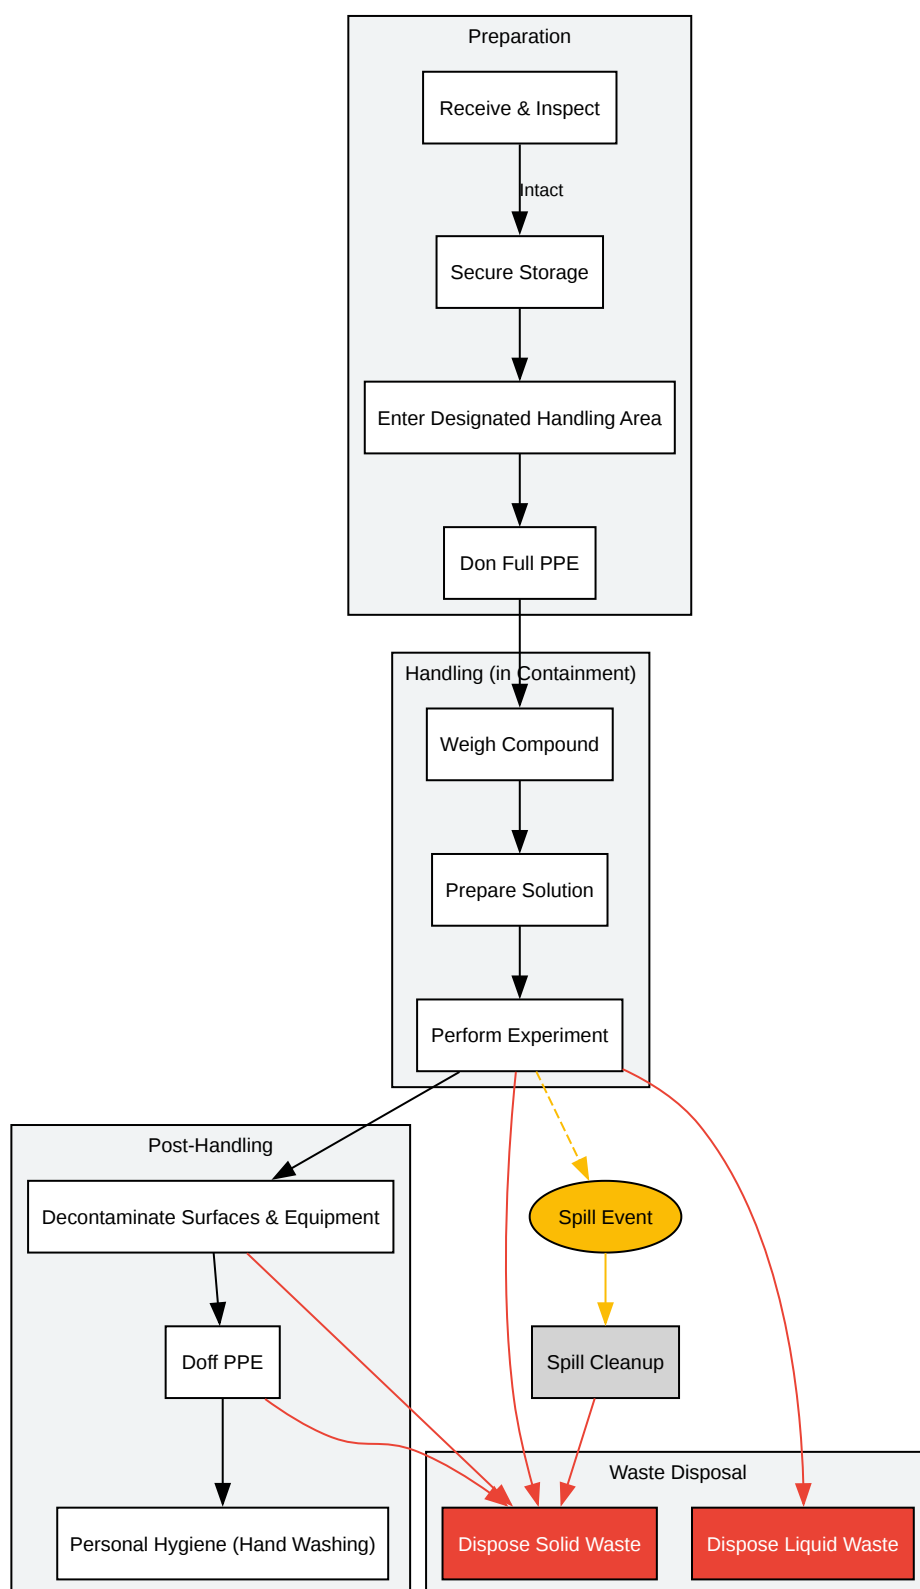 Preparation
Receive & Inspect
Intact
Secure Storage
Enter Designated Handling Area
Don Full PPE
Handling (in Containment)
Weigh Compound
Prepare Solution
Perform Experiment
Post-Handling
Decontaminate Surfaces & Equipment
Spill Event
Doff PPE
Spill Cleanup
Waste Disposal
Personal Hygiene (Hand Washing)
Dispose Solid Waste
Dispose Liquid Waste